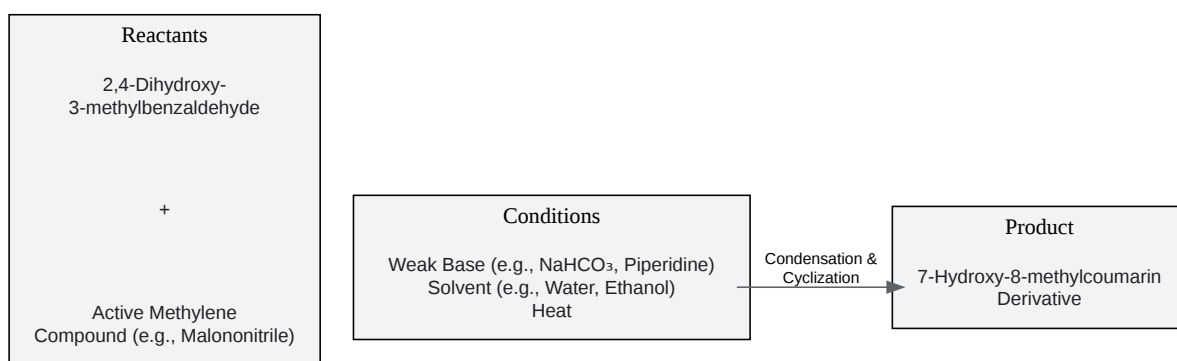 Reactants
2,4-Dihydroxy-
3-methylbenzaldehyde
+
Active Methylene
Compound (e.g., Malononitrile)
Conditions
Weak Base (e.g., NaHCO₃, Piperidine)
Solvent (e.g., Water, Ethanol)
Heat
Condensation &
Cyclization
Product
7-Hydroxy-8-methylcoumarin
Derivative